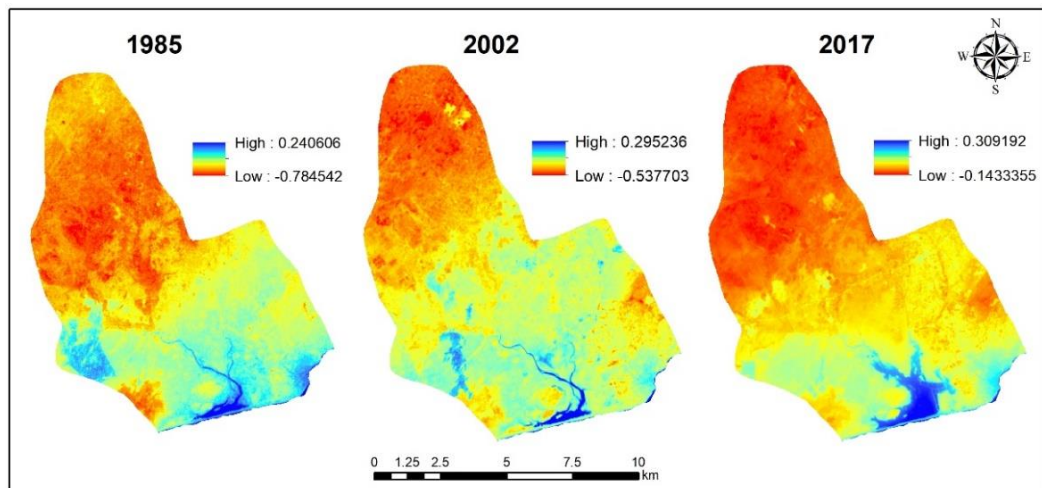 1985
2002
2017
N
W E
S
High : 0.240606
Low : -0.784542
High : 0.295236
Low : -0.537703
High : 0.309192
Low : -0.1433355
0 1.25 2.5 5 7.5 10
km